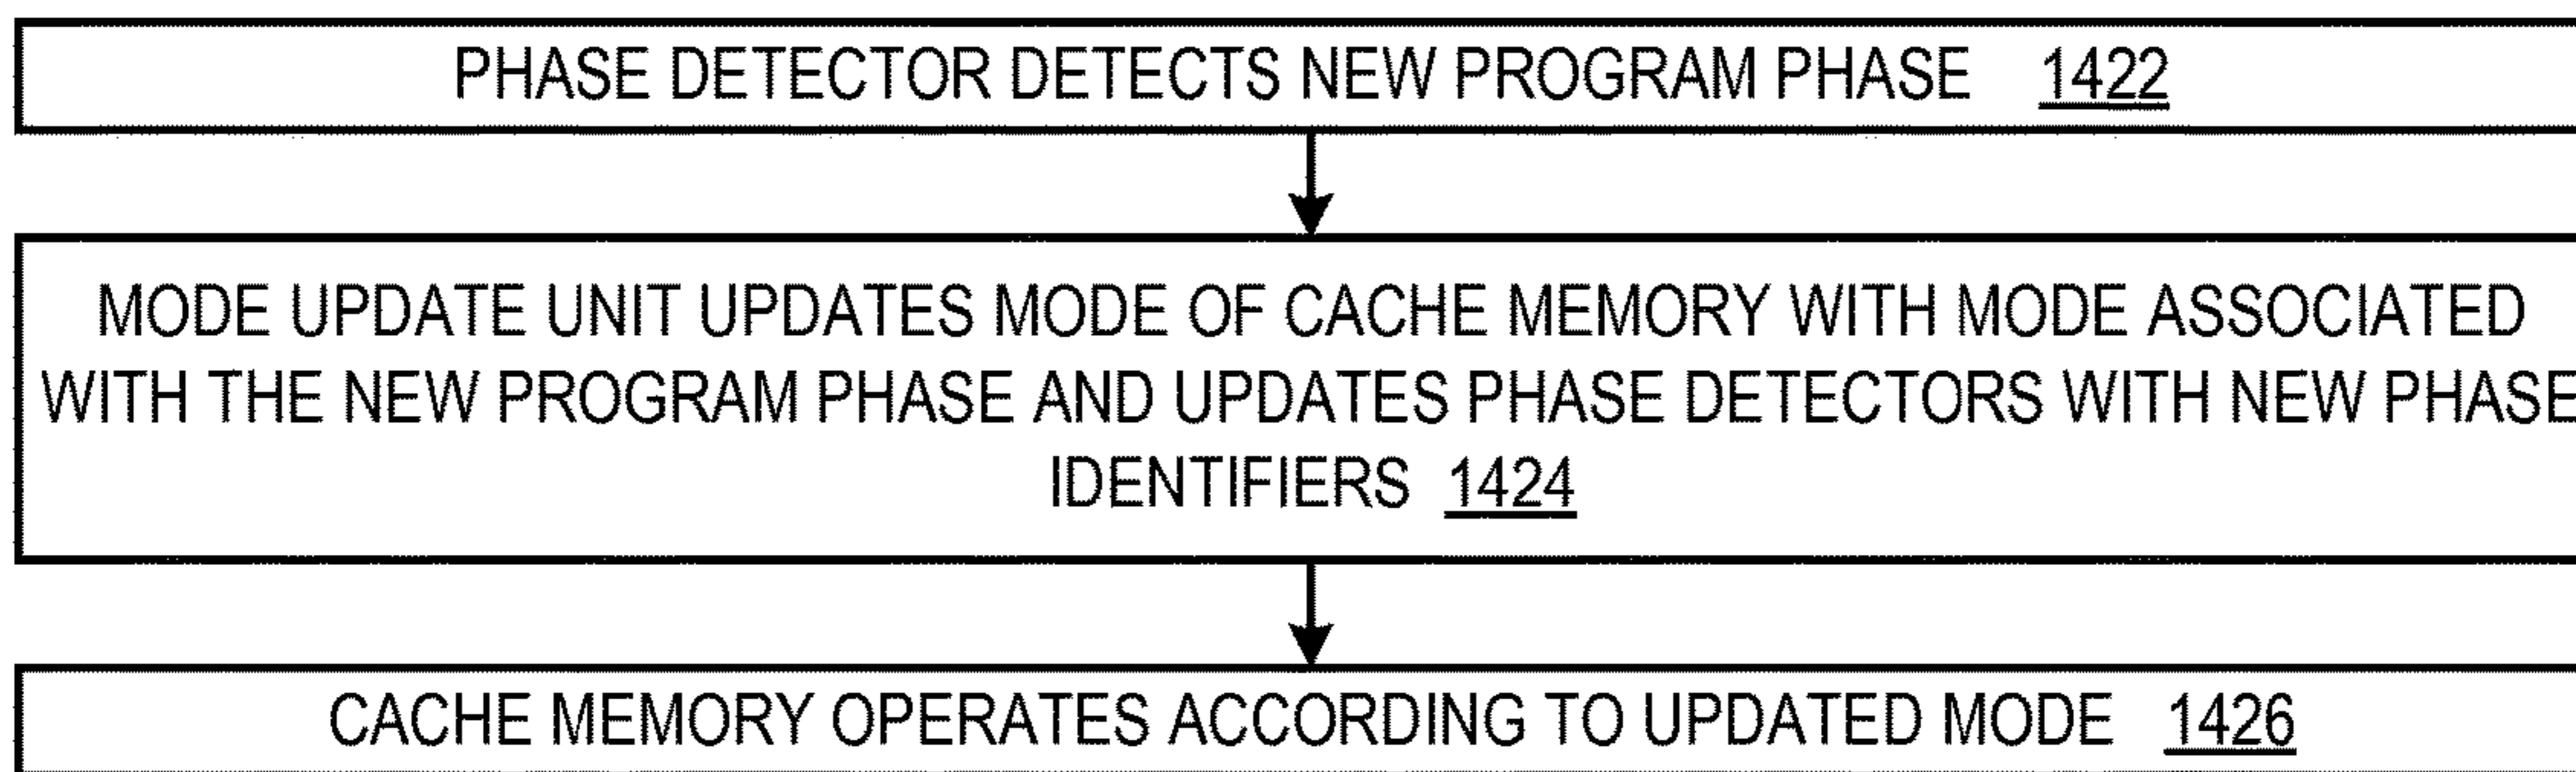 PHASE DETECTOR DETECTS NEW PROGRAM PHASE 1422
MODE UPDATE UNIT UPDATES MODE OF CACHE MEMORY WITH MODE ASSOCIATED
WITH THE NEW PROGRAM PHASE AND UPDATES PHASE DETECTORS WITH NEW PHASE
IDENTIFIERS 1424
CACHE MEMORY OPERATES ACCORDING TO UPDATED MODE 1426